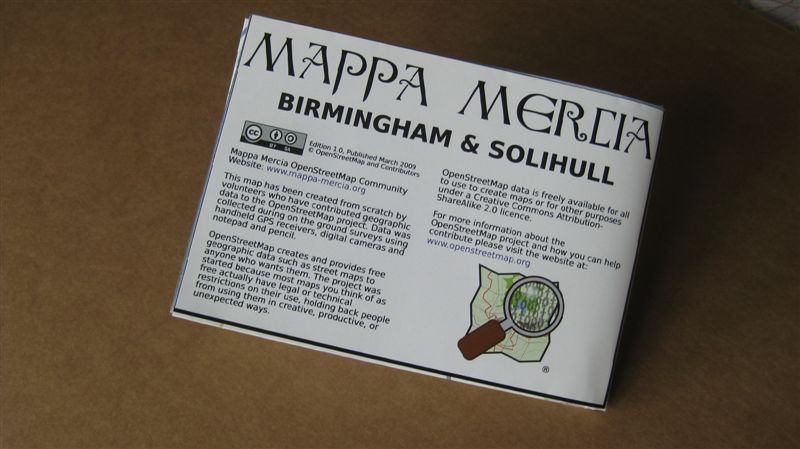 MAPPA MERCIA
BIRMINGHAM & SOLIHULL
cc BY SA
Edition 1.0, Published March 2009
© OpenStreetMap and Contributors
Mappa Mercia OpenStreetMap Community
Website: www.mappa-mercia.org
This map has been created from scratch by
volunteers who have contributed geographic
data to the OpenStreetMap project. Data was
collected during on the ground surveys using
handheld GPS receivers, digital cameras and
notepad and pencil.
OpenStreetMap creates and provides free
geographic data such as street maps to
anyone who wants them. The project was
started because most maps you think of as
free actually have legal or technical
restrictions on their use, holding back people
from using them in creative, productive, or
unexpected ways.
OpenStreetMap data is freely available for all
to use to create maps or for other purposes
under a Creative Commons Attribution-
ShareAlike 2.0 licence.
For more information about the
OpenStreetMap project and how you can help
contribute please visit the website at:
www.openstreetmap.org
®